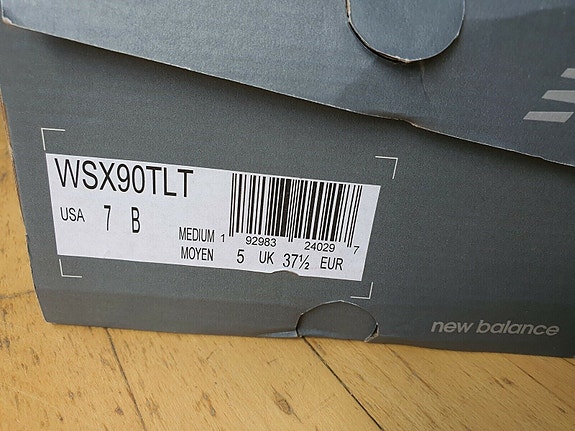 WSX90TLT
USA 7 B
MEDIUM 1 92983 24029 7
MOYEN 5 UK 37½ EUR
new balance